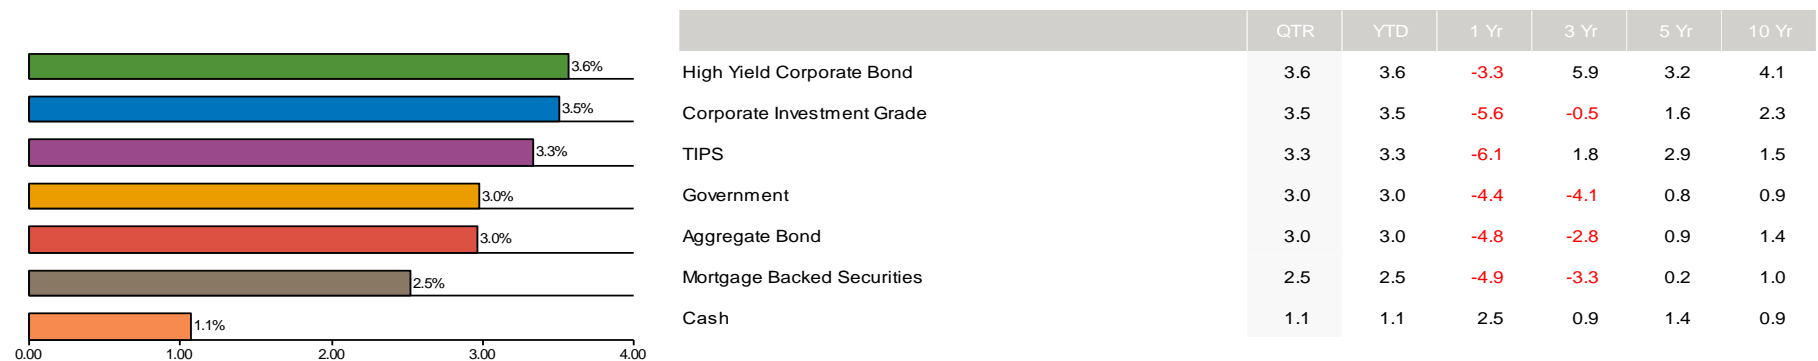 3.6%
3.5%
3.3%
3.0%
3.0%
2.5%
1.1%
0.00 1.00 2.00 3.00 4.00
QTR YTD 1 Yr 3 Yr 5 Yr 10 Yr
High Yield Corporate Bond 3.6 3.6 -3.3 5.9 3.2 4.1
Corporate Investment Grade 3.5 3.5 -5.6 -0.5 1.6 2.3
TIPS 3.3 3.3 -6.1 1.8 2.9 1.5
Government 3.0 3.0 -4.4 -4.1 0.8 0.9
Aggregate Bond 3.0 3.0 -4.8 -2.8 0.9 1.4
Mortgage Backed Securities 2.5 2.5 -4.9 -3.3 0.2 1.0
Cash 1.1 1.1 2.5 0.9 1.4 0.9